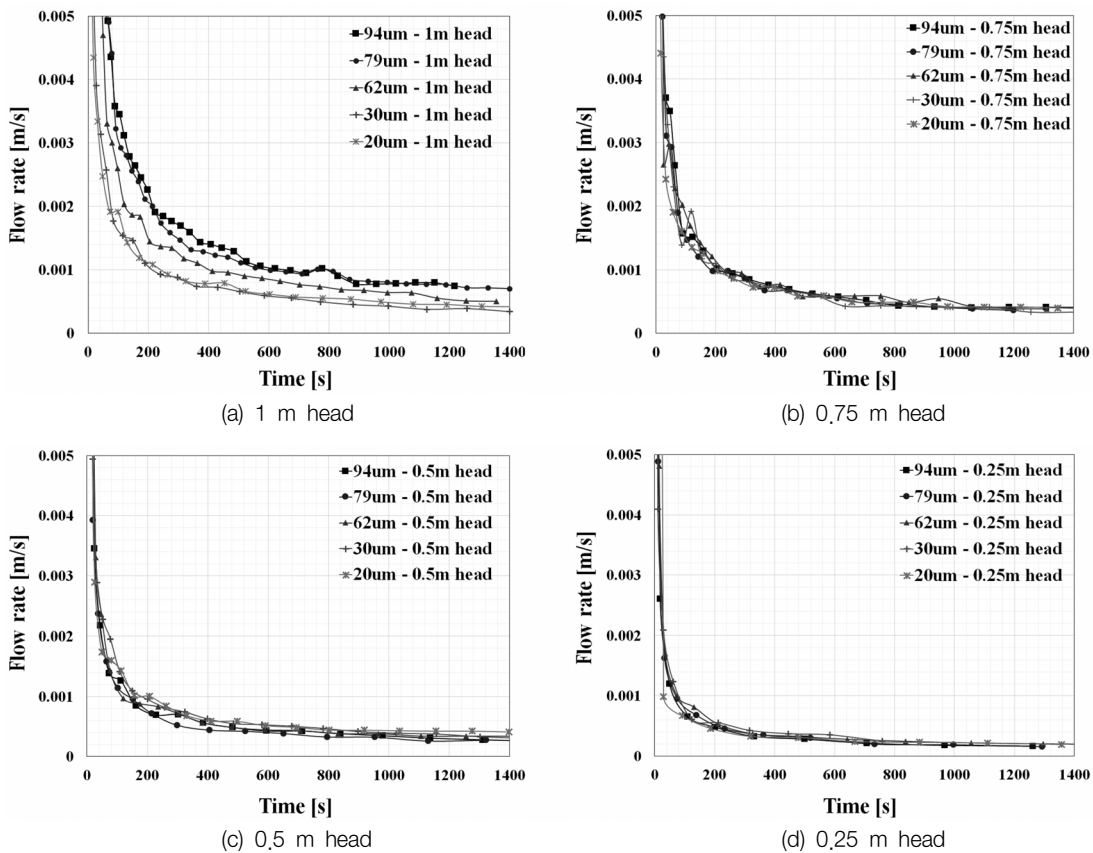 0.005
0.004
0.003
0.002
0.001
0
Flow rate [m/s]
94um - 1m head
79um - 1m head
62um - 1m head
30um - 1m head
20um - 1m head
0 200 400 600 800 1000 1200 1400
Time [s]
(a) 1 m head
0.005
0.004
0.003
0.002
0.001
0
Flow rate [m/s]
94um - 0.75m head
79um - 0.75m head
62um - 0.75m head
30um - 0.75m head
20um - 0.75m head
0 200 400 600 800 1000 1200 1400
Time [s]
(b) 0.75 m head
0.005
0.004
0.003
0.002
0.001
0
Flow rate [m/s]
94um - 0.5m head
79um - 0.5m head
62um - 0.5m head
30um - 0.5m head
20um - 0.5m head
0 200 400 600 800 1000 1200 1400
Time [s]
(c) 0.5 m head
0.005
0.004
0.003
0.002
0.001
0
Flow rate [m/s]
94um - 0.25m head
79um - 0.25m head
62um - 0.25m head
30um - 0.25m head
20um - 0.25m head
0 200 400 600 800 1000 1200 1400
Time [s]
(d) 0.25 m head